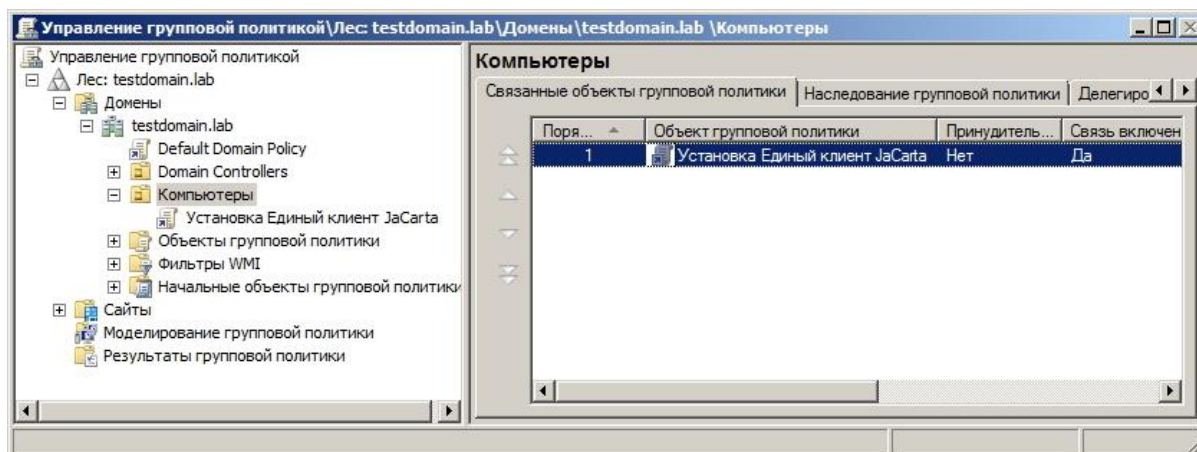 Управление групповой политикой\Лес: testdomain.lab\Домены\testdomain.lab \Компьютеры
Управление групповой политикой
Лес: testdomain.lab
Домены
testdomain.lab
Default Domain Policy
Domain Controllers
Компьютеры
Установка Единый клиент JaCarta
Объекты групповой политики
Фильтры WMI
Начальные объекты групповой политики
Сайты
Моделирование групповой политики
Результаты групповой политики
Компьютеры
Связанные объекты групповой политики Наследование групповой политики Делегиро
Поря... Объект групповой политики Принудитель... Связь включен
1 Установка Единый клиент JaCarta Нет Да